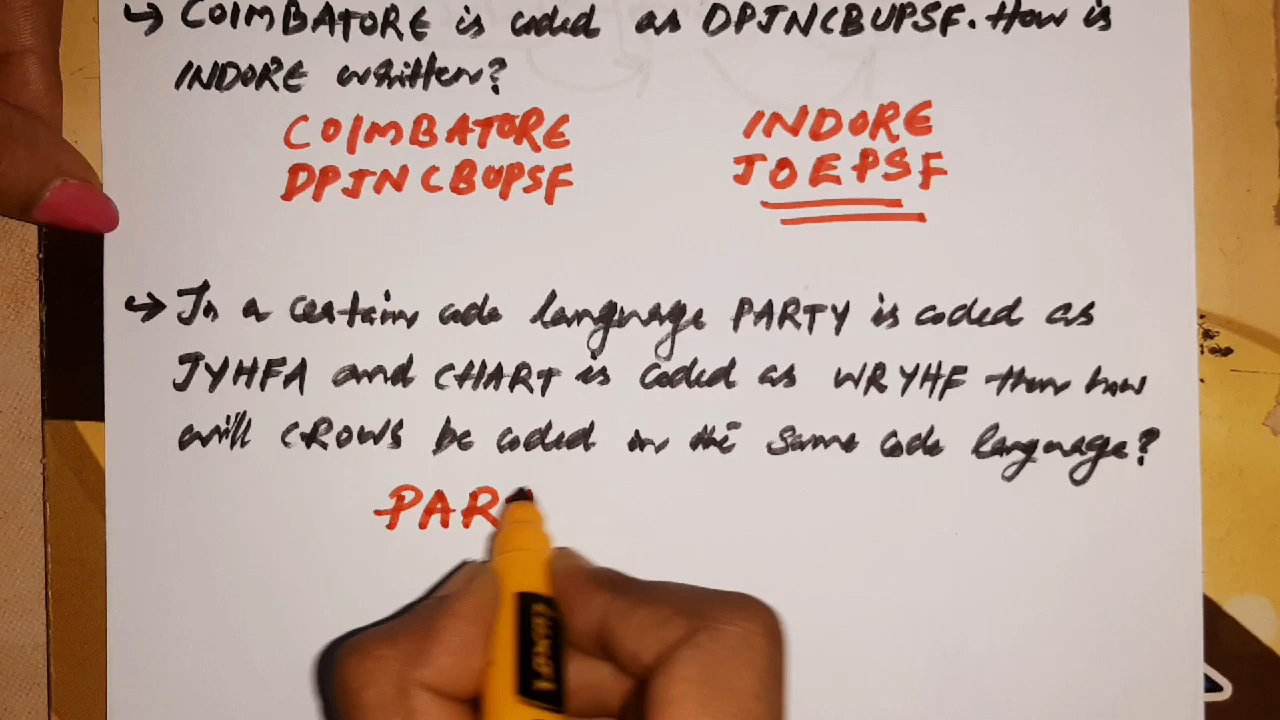 ↳ COIMBATORE is coded as DPJNCBUPSF. How is
INDORE written?
COIMBATORE
DPJNCBUPSF
INDORE
JOEPSF
↳ In a certain code language PARTY is coded as
JYHFA and CHART is coded as WRYHF then how
will CROWS be coded in the same code language?
PAR